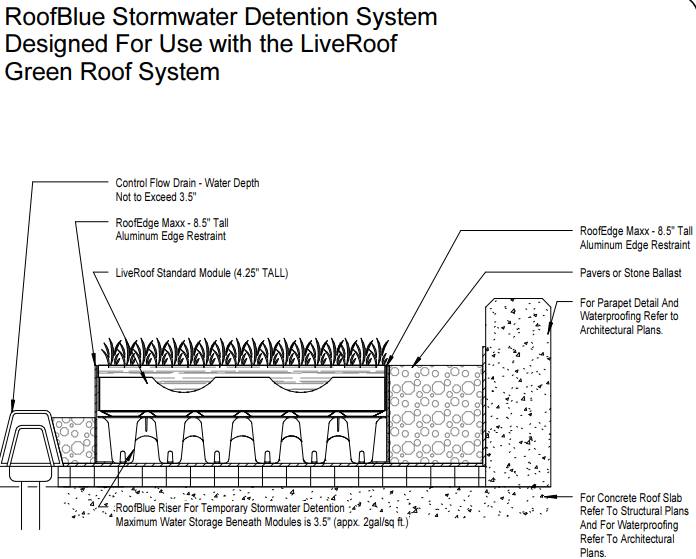 RoofBlue Stormwater Detention System
Designed For Use with the LiveRoof
Green Roof System
Control Flow Drain - Water Depth
Not to Exceed 3.5"
RoofEdge Maxx - 8.5" Tall
Aluminum Edge Restraint
LiveRoof Standard Module (4.25" TALL)
RoofEdge Maxx - 8.5" Tall
Aluminum Edge Restraint
Pavers or Stone Ballast
For Parapet Detail And
Waterproofing Refer to
Architectural Plans.
RoofBlue Riser For Temporary Stormwater Detention
Maximum Water Storage Beneath Modules is 3.5" (appx. 2gal/sq ft.)
For Concrete Roof Slab
Refer To Structural Plans
And For Waterproofing
Refer To Architectural
Plans.